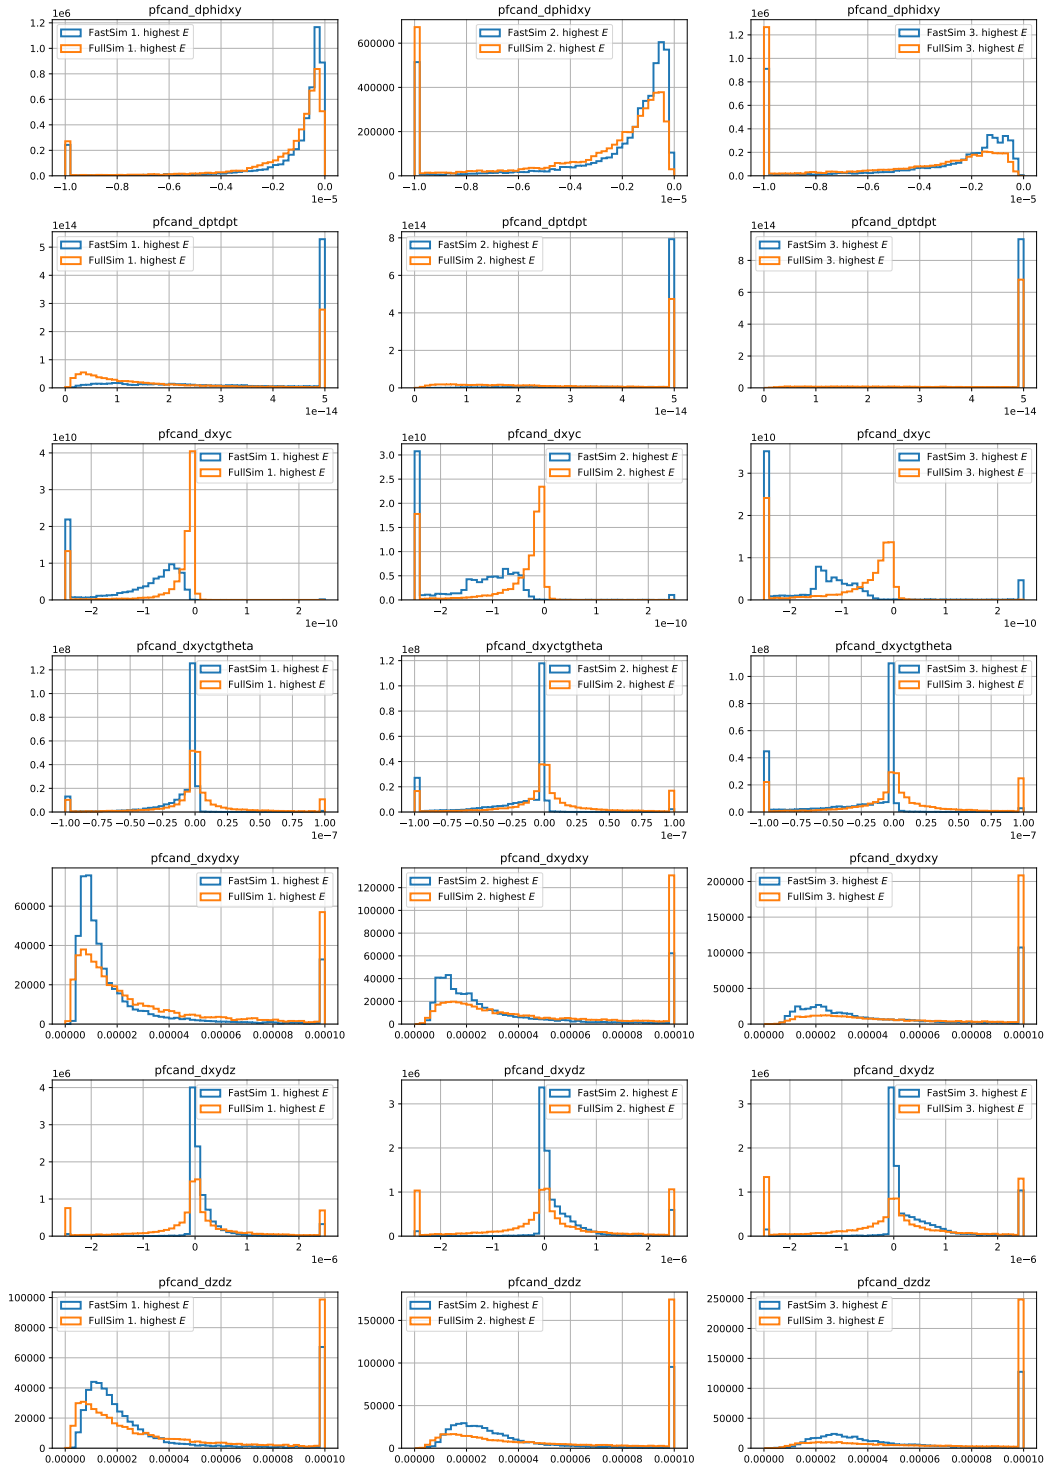 pfcand_dphidxy
pfcand_dphidxy
pfcand_dphidxy
1e6
1e6
FastSim 1. highest E
FullSim 1. highest E
FastSim 2. highest E
FullSim 2. highest E
FastSim 3. highest E
FullSim 3. highest E
1.2
1.0
0.8
0.6
0.4
0.2
0.0
600000
400000
200000
0
1.2
1.0
0.8
0.6
0.4
0.2
0.0
−1.0 −0.8 −0.6 −0.4 −0.2 0.0
−1.0 −0.8 −0.6 −0.4 −0.2 0.0
−1.0 −0.8 −0.6 −0.4 −0.2 0.0
1e−5
1e−5
1e−5
pfcand_dptdpt
pfcand_dptdpt
pfcand_dptdpt
1e14
1e14
1e14
FastSim 1. highest E
FullSim 1. highest E
FastSim 2. highest E
FullSim 2. highest E
FastSim 3. highest E
FullSim 3. highest E
5
4
3
2
1
0
8
6
4
2
0
8
6
4
2
0
0 1 2 3 4 5
0 1 2 3 4 5
0 1 2 3 4 5
1e−14
1e−14
1e−14
pfcand_dxyc
pfcand_dxyc
pfcand_dxyc
1e10
1e10
1e10
FastSim 1. highest E
FullSim 1. highest E
FastSim 2. highest E
FullSim 2. highest E
FastSim 3. highest E
FullSim 3. highest E
4
3
2
1
0
3.0
2.5
2.0
1.5
1.0
0.5
0.0
3
2
1
0
−2 −1 0 1 2
−2 −1 0 1 2
−2 −1 0 1 2
1e−10
1e−10
1e−10
pfcand_dxyctgtheta
pfcand_dxyctgtheta
pfcand_dxyctgtheta
1e8
1e8
1e8
FastSim 1. highest E
FullSim 1. highest E
FastSim 2. highest E
FullSim 2. highest E
FastSim 3. highest E
FullSim 3. highest E
1.2
1.0
0.8
0.6
0.4
0.2
0.0
1.2
1.0
0.8
0.6
0.4
0.2
0.0
1.0
0.8
0.6
0.4
0.2
0.0
−1.00 −0.75 −0.50 −0.25 0.00 0.25 0.50 0.75 1.00
−1.00 −0.75 −0.50 −0.25 0.00 0.25 0.50 0.75 1.00
−1.00 −0.75 −0.50 −0.25 0.00 0.25 0.50 0.75 1.00
1e−7
1e−7
1e−7
pfcand_dxydxy
pfcand_dxydxy
pfcand_dxydxy
FastSim 1. highest E
FullSim 1. highest E
FastSim 2. highest E
FullSim 2. highest E
FastSim 3. highest E
FullSim 3. highest E
60000
40000
20000
0
120000
100000
80000
60000
40000
20000
0
200000
150000
100000
50000
0
0.00000 0.00002 0.00004 0.00006 0.00008 0.00010
0.00000 0.00002 0.00004 0.00006 0.00008 0.00010
0.00000 0.00002 0.00004 0.00006 0.00008 0.00010
pfcand_dxydz
pfcand_dxydz
pfcand_dxydz
1e6
1e6
1e6
FastSim 1. highest E
FullSim 1. highest E
FastSim 2. highest E
FullSim 2. highest E
FastSim 3. highest E
FullSim 3. highest E
4
3
2
1
0
3
2
1
0
3
2
1
0
−2 −1 0 1 2
−2 −1 0 1 2
−2 −1 0 1 2
1e−6
1e−6
1e−6
pfcand_dzdz
pfcand_dzdz
pfcand_dzdz
FastSim 1. highest E
FullSim 1. highest E
FastSim 2. highest E
FullSim 2. highest E
FastSim 3. highest E
FullSim 3. highest E
100000
80000
60000
40000
20000
0
150000
100000
50000
0
250000
200000
150000
100000
50000
0
0.00000 0.00002 0.00004 0.00006 0.00008 0.00010
0.00000 0.00002 0.00004 0.00006 0.00008 0.00010
0.00000 0.00002 0.00004 0.00006 0.00008 0.00010